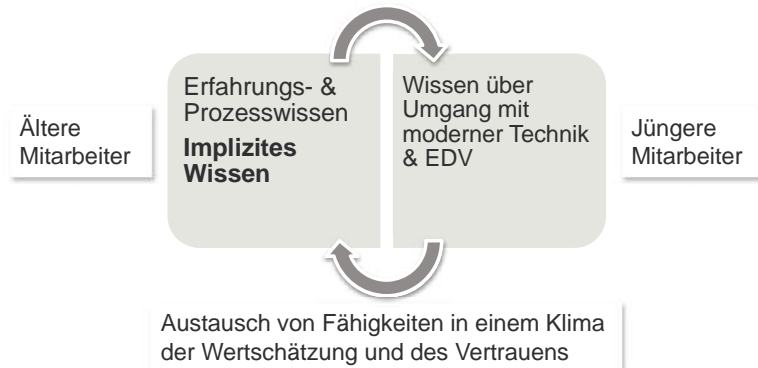 Ältere
Mitarbeiter
Erfahrungs- &
Prozesswissen
Implizites
Wissen
Wissen über
Umgang mit
moderner Technik
& EDV
Jüngere
Mitarbeiter
Austausch von Fähigkeiten in einem Klima
der Wertschätzung und des Vertrauens